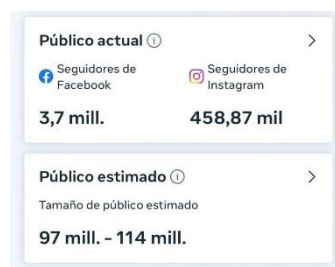 Público actual
Seguidores de Facebook
Seguidores de Instagram
3,7 mill.
458,87 mil
Público estimado
Tamaño de público estimado
97 mill. - 114 mill.